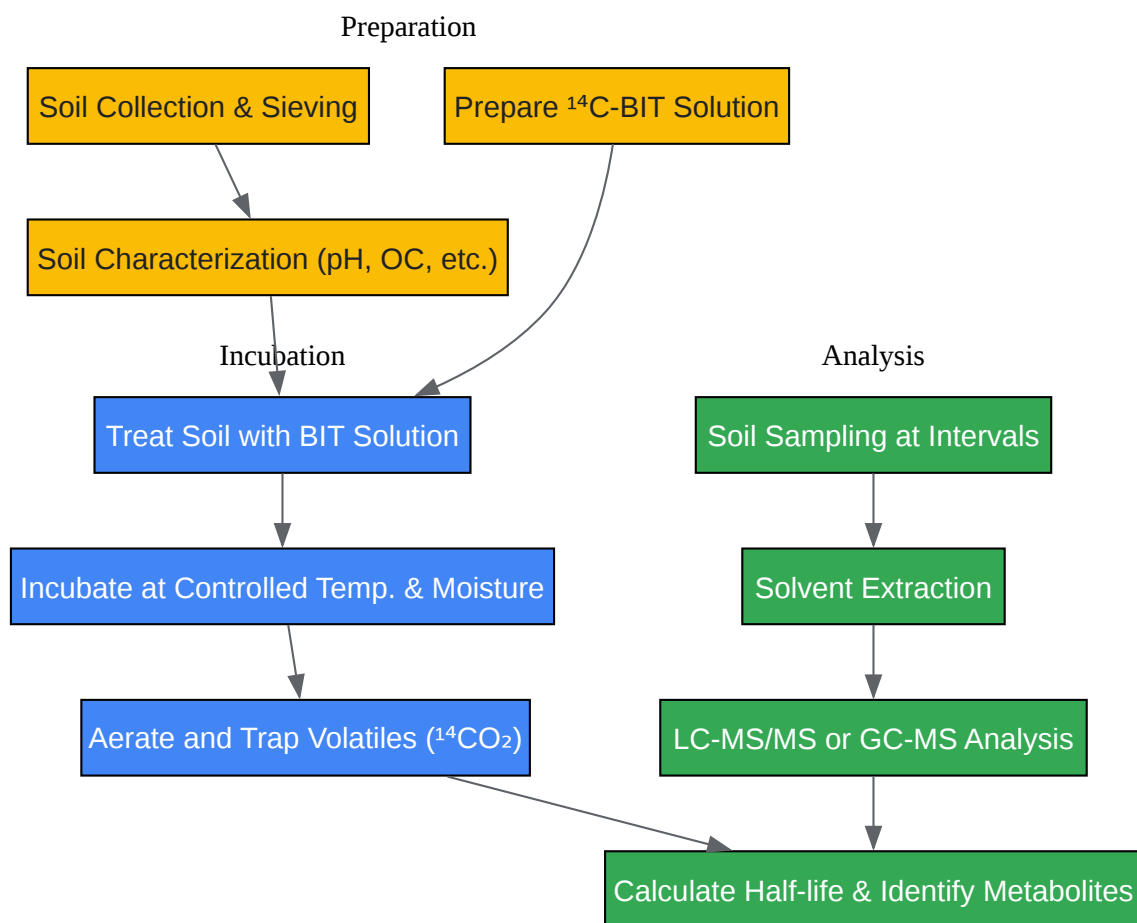 Preparation
Soil Collection & Sieving
Prepare ¹⁴C-BIT Solution
Soil Characterization (pH, OC, etc.)
Incubation
Analysis
Treat Soil with BIT Solution
Soil Sampling at Intervals
Incubate at Controlled Temp. & Moisture
Solvent Extraction
Aerate and Trap Volatiles (¹⁴CO₂)
LC-MS/MS or GC-MS Analysis
Calculate Half-life & Identify Metabolites